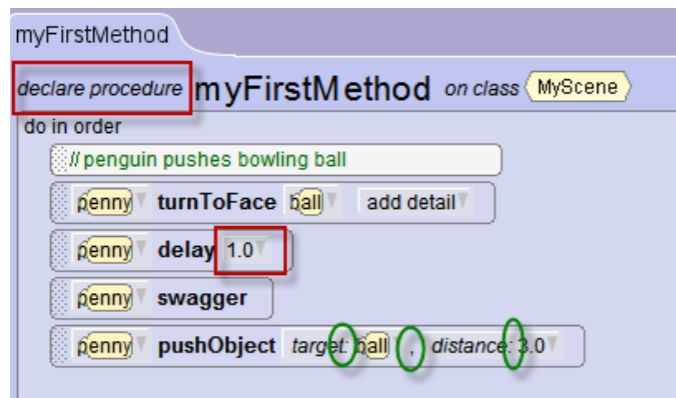 myFirstMethod
declare procedure myFirstMethod on class MyScene
do in order
// penguin pushes bowling ball
penny turnToFace ball add detail
penny delay 1.0
penny swagger
penny pushObject target: ball , distance: 3.0